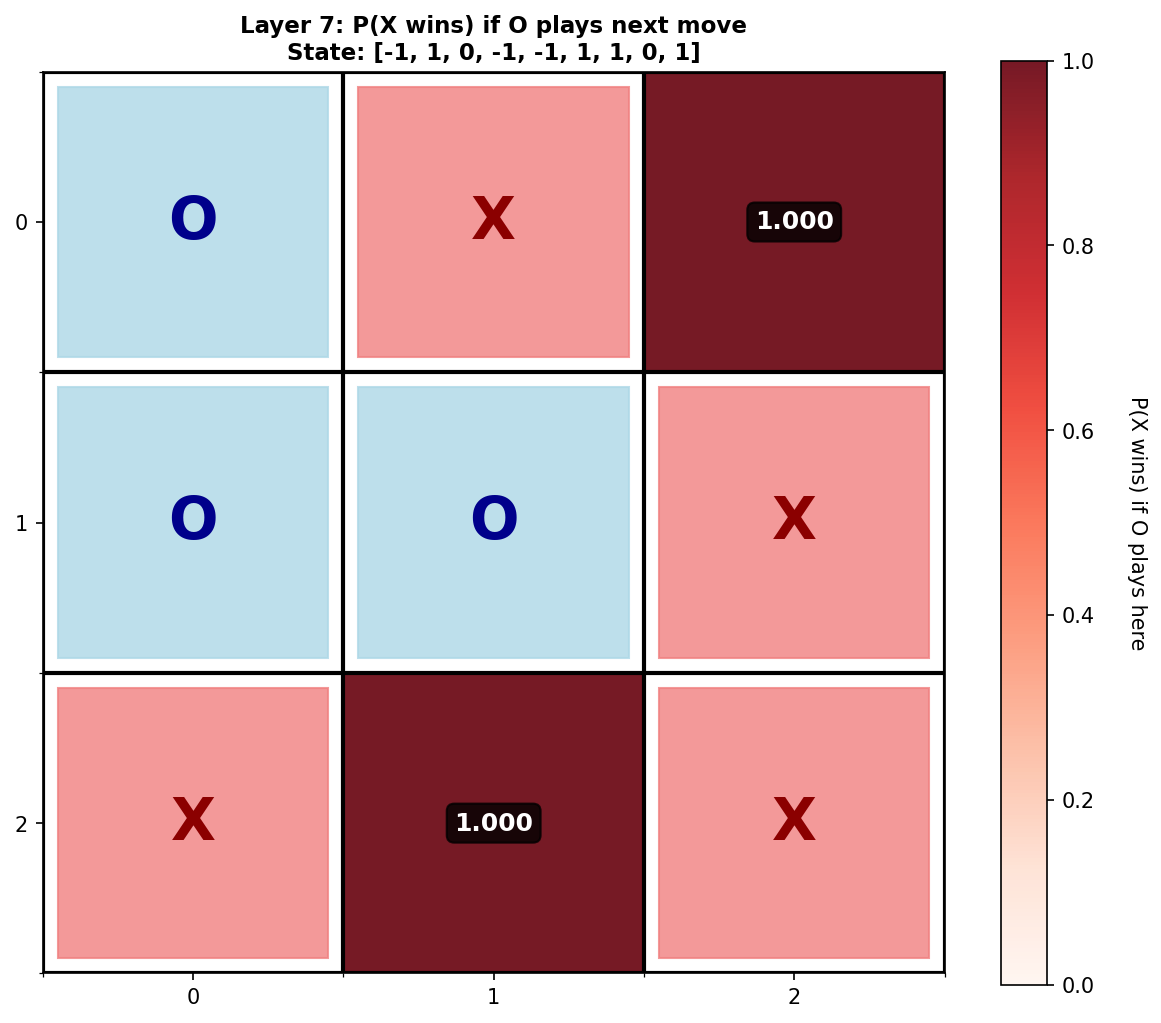 Layer 7: P(X wins) if O plays next move
State: [-1, 1, 0, -1, -1, 1, 1, 0, 1]
0
O
X
1.000
1
O
O
X
2
X
1.000
X
0
1
2
1.0
0.8
0.6
0.4
0.2
0.0
P(X wins) if O plays here